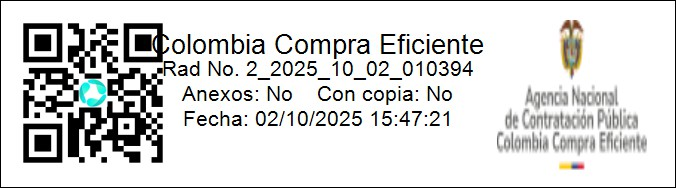 Colombia Compra Eficiente
Rad No. 2_2025_10_02_010394
Anexos: No Con copia: No
Fecha: 02/10/2025 15:47:21
Agencia Nacional
de Contratación Pública
Colombia Compra Eficiente